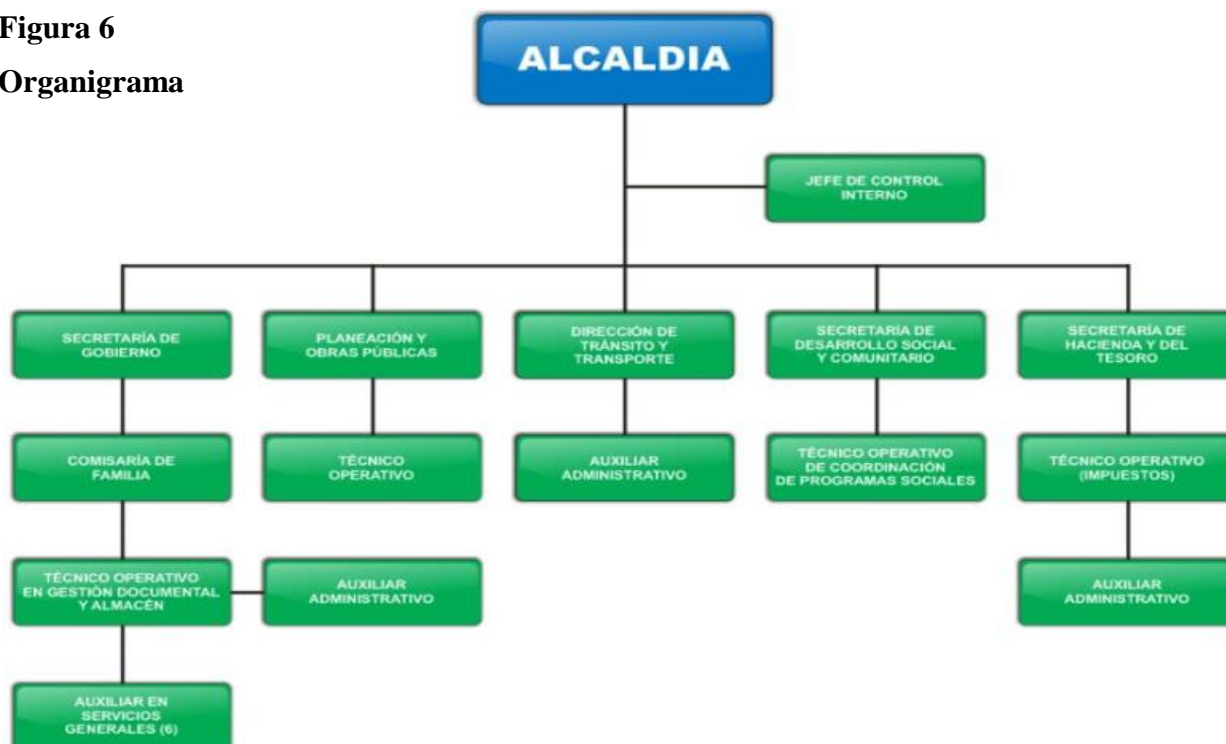 Figura 6
Organigrama
ALCALDIA
JEFE DE CONTROL
INTERNO
SECRETARÍA DE
GOBIERNO
PLANEACIÓN Y
OBRAS PÚBLICAS
DIRECCIÓN DE
TRÁNSITO Y
TRANSPORTE
SECRETARÍA DE
DESARROLLO SOCIAL
Y COMUNITARIO
SECRETARÍA DE
HACIENDA Y DEL
TESORO
COMISARÍA DE
FAMILIA
TÉCNICO
OPERATIVO
AUXILIAR
ADMINISTRATIVO
TÉCNICO OPERATIVO
DE COORDINACIÓN
DE PROGRAMAS SOCIALES
TÉCNICO OPERATIVO
(IMPUESTOS)
TÉCNICO OPERATIVO
EN GESTIÓN DOCUMENTAL
Y ALMACÉN
AUXILIAR
ADMINISTRATIVO
AUXILIAR
ADMINISTRATIVO
AUXILIAR EN
SERVICIOS
GENERALES (6)